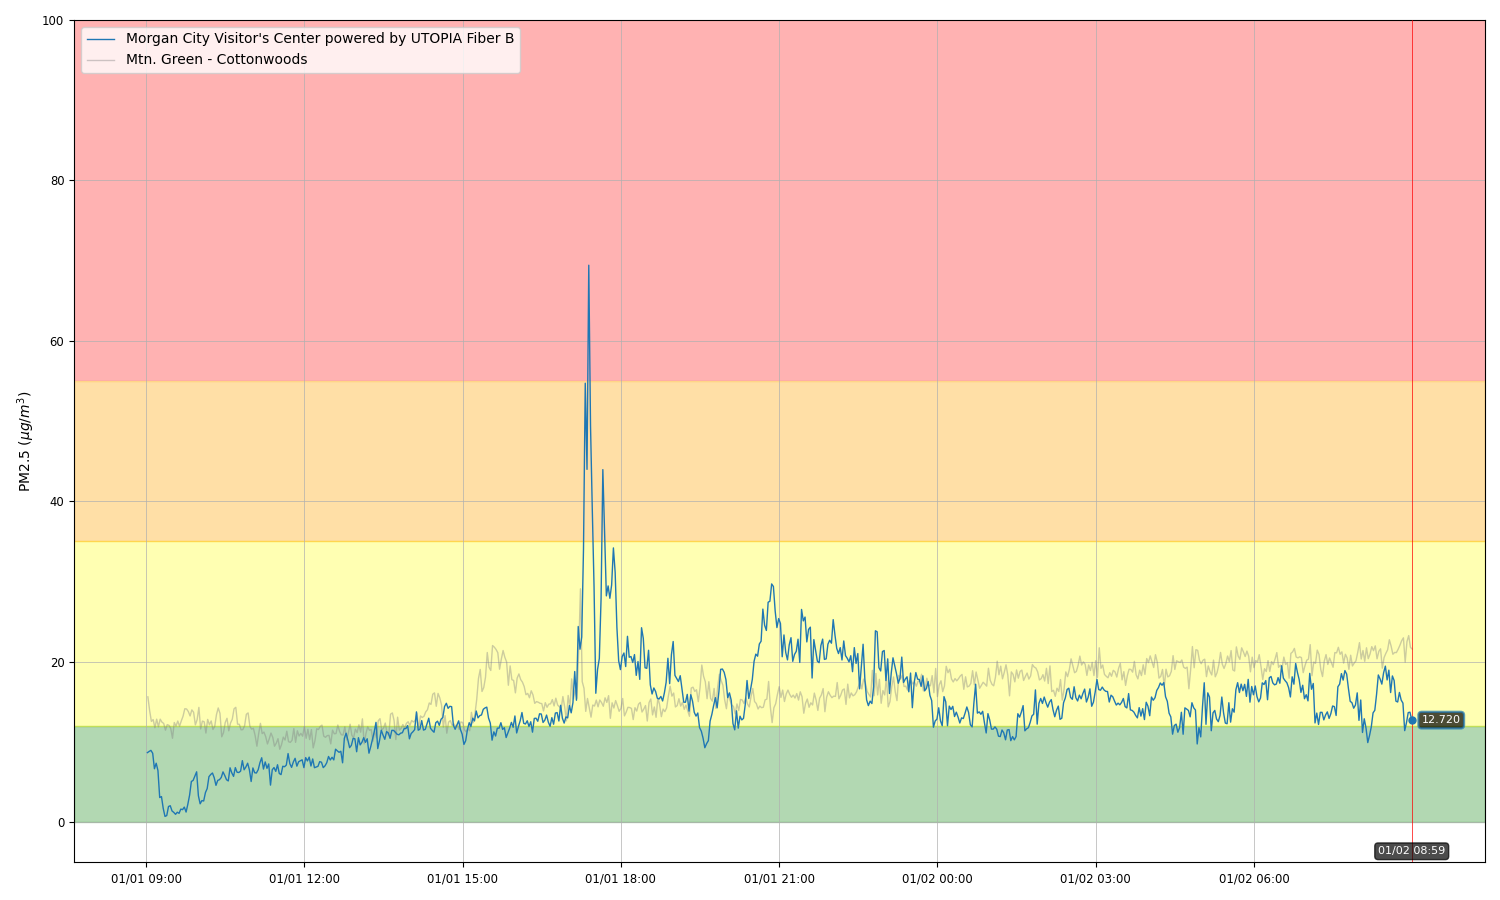 100
Morgan City Visitor's Center powered by UTOPIA Fiber B
Mtn. Green - Cottonwoods
80
60
PM2.5 (μg/m³)
40
20
12.720
0
01/02 08:59
01/01 09:00 01/01 12:00 01/01 15:00 01/01 18:00 01/01 21:00 01/02 00:00 01/02 03:00 01/02 06:00